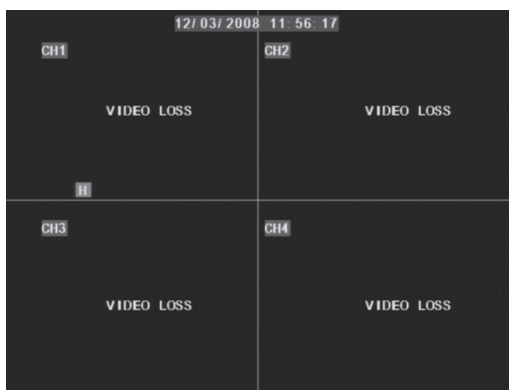 12/03/2008 11:56:17
CH1 CH2
VIDEO LOSS VIDEO LOSS
H
CH3 CH4
VIDEO LOSS VIDEO LOSS